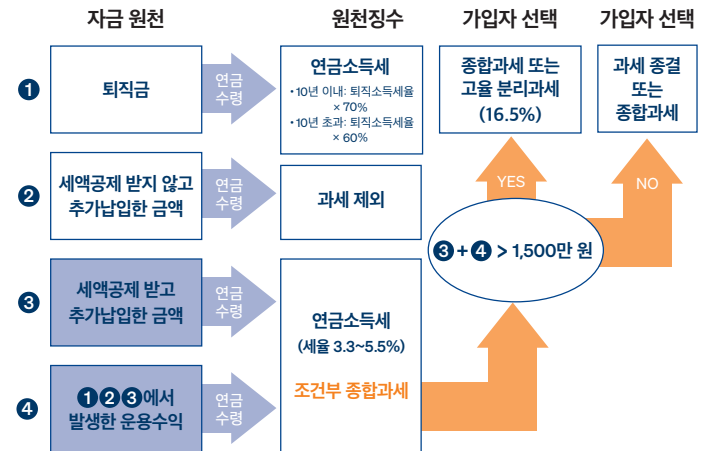 자금 원천
원천징수
가입자 선택
가입자 선택
❶
퇴직금
연금
수령
연금소득세
•10년 이내: 퇴직소득세율
× 70%
•10년 초과: 퇴직소득세율
× 60%
종합과세 또는
고율 분리과세
(16.5%)
과세 종결
또는
종합과세
❷
세액공제 받지 않고
추가납입한 금액
연금
수령
과세 제외
YES
NO
❸+❹ > 1,500만 원
❸
세액공제 받고
추가납입한 금액
연금
수령
연금소득세
(세율 3.3~5.5%)
조건부 종합과세
❹
❶❷❸에서
발생한 운용수익
연금
수령